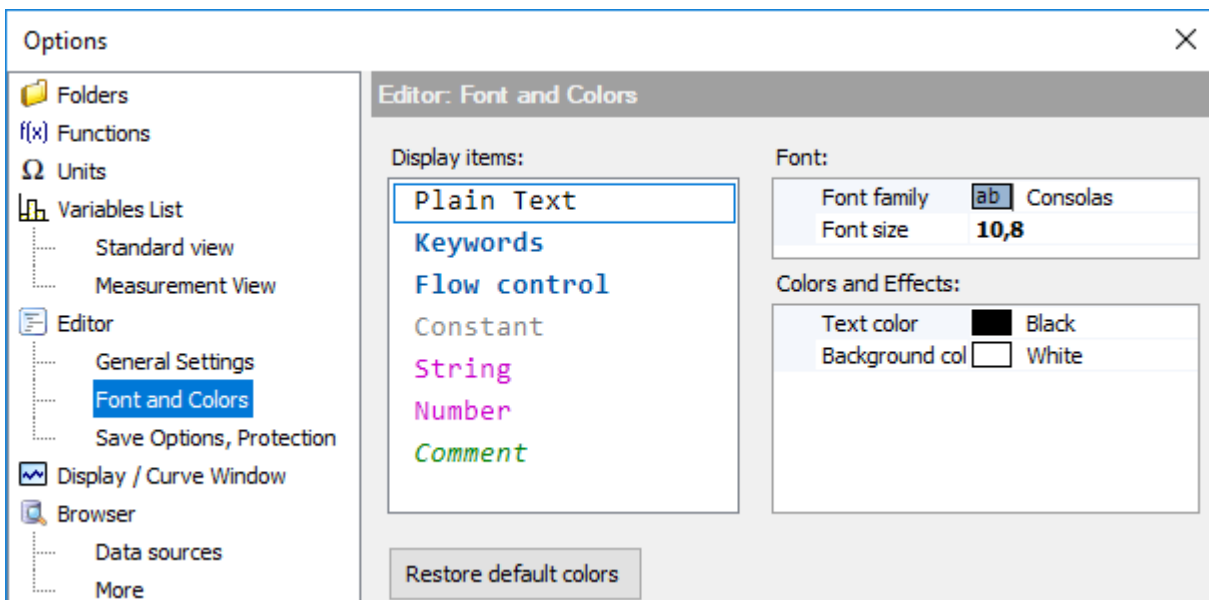 Options
Folders
f(x) Functions
Ω Units
Variables List
Standard view
Measurement View
Editor
General Settings
Font and Colors
Save Options, Protection
Display / Curve Window
Browser
Data sources
More
Editor: Font and Colors
Display items:
Plain Text
Keywords
Flow control
Constant
String
Number
Comment
Restore default colors
Font:
Font family ab Consolas
Font size 10,8
Colors and Effects:
Text color Black
Background col White